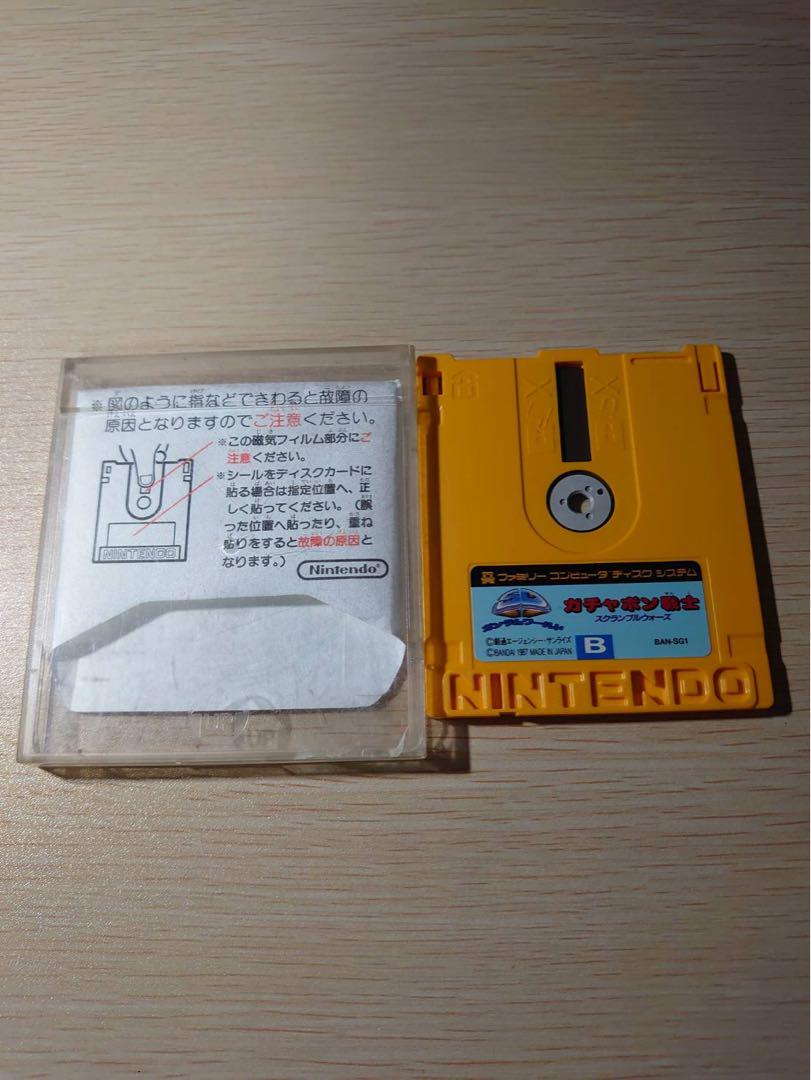 ※図のように指などでさわると故障の
原因となりますのでご注意ください。
※この磁気フィルム部分にご
注意ください。
※シールをディスクカードに
貼る場合は指定位置へ、正
しく貼ってください。（誤
った位置へ貼ったり、重ね
貼りをすると故障の原因と
なります。）
Nintendo
NINTENDO
ファミリー コンピュータ ディスク システム
ガンダムワールド
ガチャポン戦士
スクランブルウォーズ
©創通エージェンシー・サンライズ
©BANDAI 1987 MADE IN JAPAN
B
BAN-SG1
NINTENDO